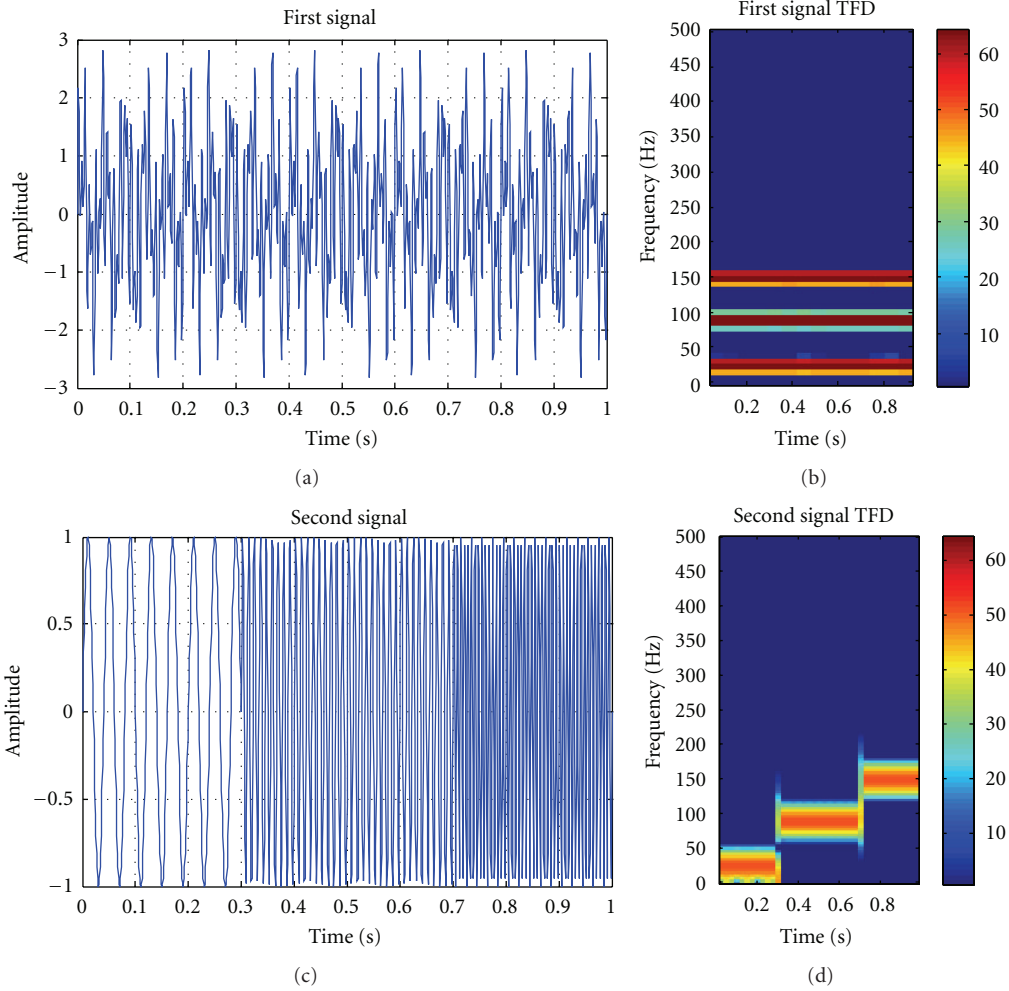 First signal
3
2
1
0
−1
−2
−3
Amplitude
0 0.1 0.2 0.3 0.4 0.5 0.6 0.7 0.8 0.9 1
Time (s)
(a)
First signal TFD
500
450
400
350
300
250
200
150
100
50
0
Frequency (Hz)
0.2 0.4 0.6 0.8
Time (s)
60
50
40
30
20
10
(b)
Second signal
1
0.5
0
−0.5
−1
Amplitude
0 0.1 0.2 0.3 0.4 0.5 0.6 0.7 0.8 0.9 1
Time (s)
(c)
Second signal TFD
500
450
400
350
300
250
200
150
100
50
0
Frequency (Hz)
0.2 0.4 0.6 0.8
Time (s)
60
50
40
30
20
10
(d)